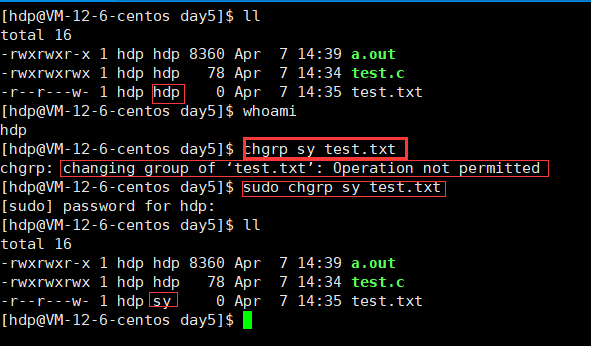 [hdp@VM-12-6-centos day5]$ ll
total 16
-rwxrwxr-x 1 hdp hdp 8360 Apr  7 14:39 a.out
-rwxrwxrwx 1 hdp hdp   78 Apr  7 14:34 test.c
-r--r---w- 1 hdp hdp    0 Apr  7 14:35 test.txt
[hdp@VM-12-6-centos day5]$ whoami
hdp
[hdp@VM-12-6-centos day5]$ chgrp sy test.txt
chgrp: changing group of ‘test.txt’: Operation not permitted
[hdp@VM-12-6-centos day5]$ sudo chgrp sy test.txt
[sudo] password for hdp:
[hdp@VM-12-6-centos day5]$ ll
total 16
-rwxrwxr-x 1 hdp hdp 8360 Apr  7 14:39 a.out
-rwxrwxrwx 1 hdp hdp   78 Apr  7 14:34 test.c
-r--r---w- 1 hdp sy     0 Apr  7 14:35 test.txt
[hdp@VM-12-6-centos day5]$